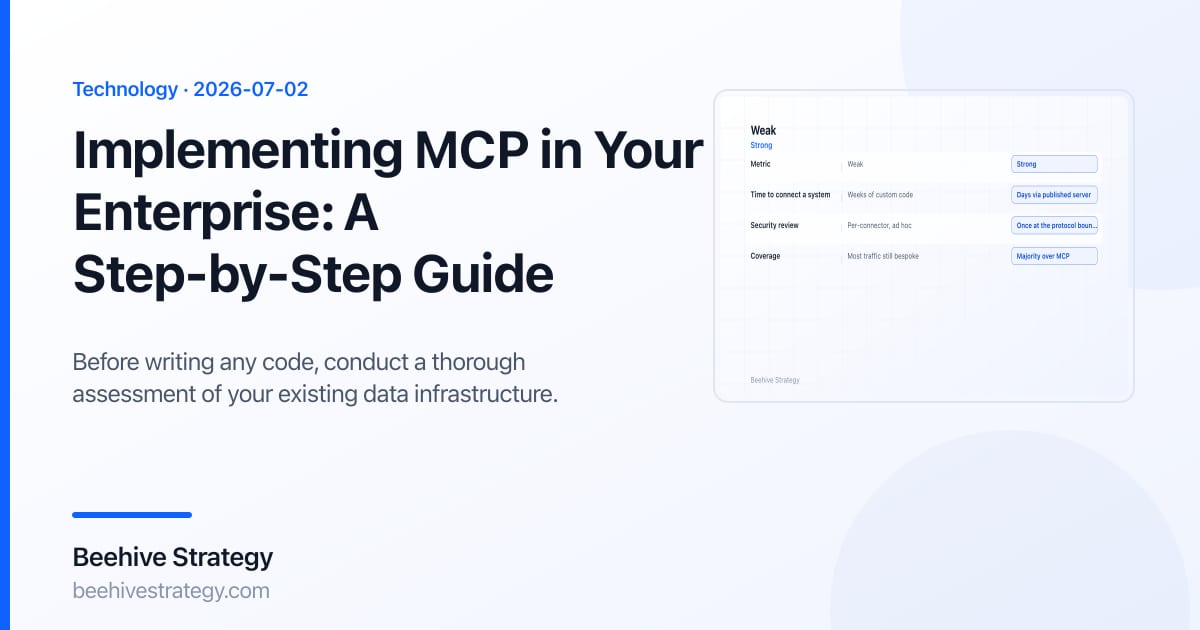 Technology · 2026-07-02
Implementing MCP in Your
Enterprise: A
Step-by-Step Guide
Before writing any code, conduct a thorough
assessment of your existing data infrastructure.
Beehive Strategy
beehivestrategy.com
Weak
Strong
Metric Weak Strong
Time to connect a system Weeks of custom code Days via published server
Security review Per-connector, ad hoc Once at the protocol boun...
Coverage Most traffic still bespoke Majority over MCP
Beehive Strategy